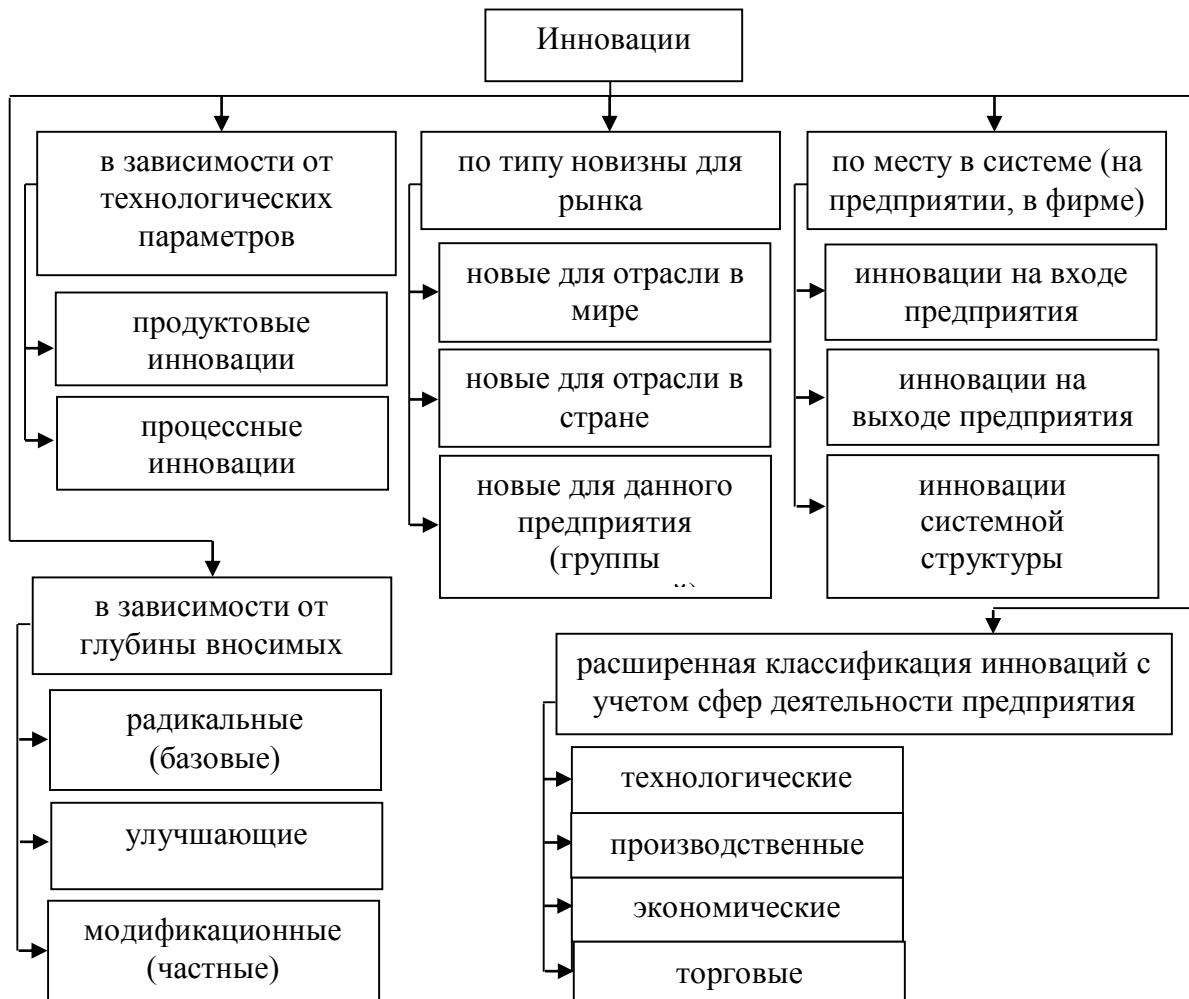 Инновации
в зависимости от
технологических
параметров
продуктовые
инновации
процессные
инновации
по типу новизны для
рынка
новые для отрасли в
мире
новые для отрасли в
стране
новые для данного
предприятия
(группы
по месту в системе (на
предприятии, в фирме)
инновации на входе
предприятия
инновации на
выходе предприятия
инновации
системной
структуры
в зависимости от
глубины вносимых
радикальные
(базовые)
улучшающие
модификационные
(частные)
расширенная классификация инноваций с
учетом сфер деятельности предприятия
технологические
производственные
экономические
торговые